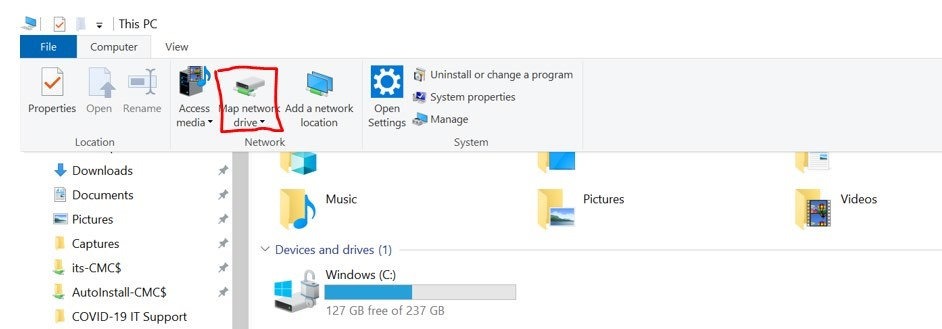 This PC
File Computer View
Properties
Open
Rename
Access media
Map network drive
Add a network location
Open Settings
Uninstall or change a program
System properties
Manage
Location
Network
System
Downloads
Documents
Pictures
Captures
its-CMC$
AutoInstall-CMC$
COVID-19 IT Support
Music
Pictures
Videos
Devices and drives (1)
Windows (C:)
127 GB free of 237 GB